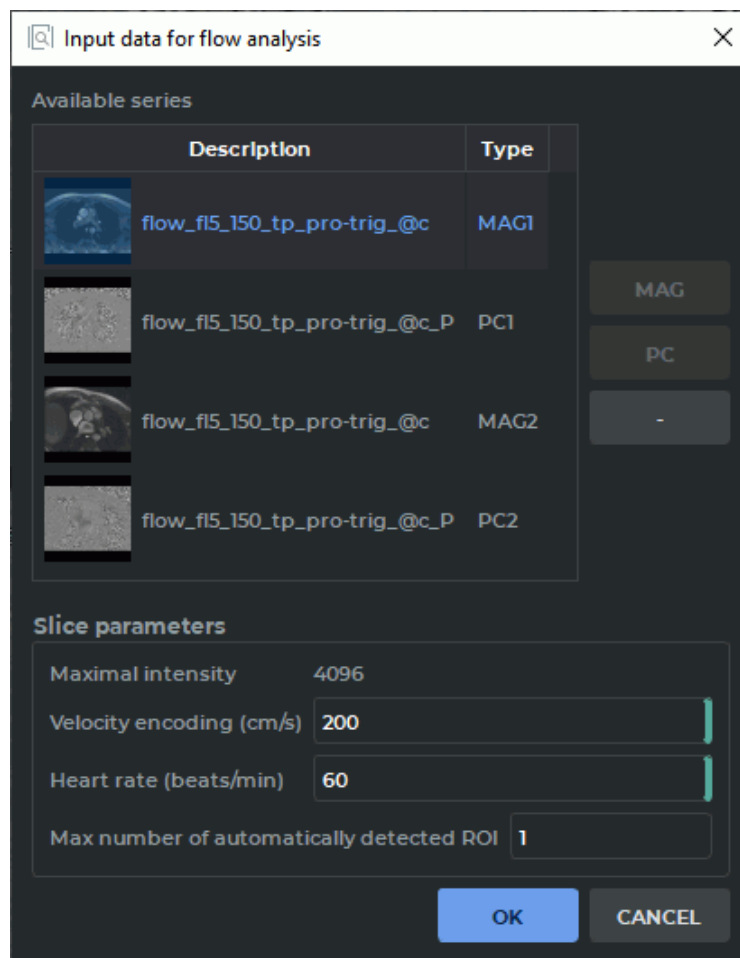 Input data for flow analysis
Available series
Description Type
flow_fl5_150_tp_pro-trig_@c MAG1
flow_fl5_150_tp_pro-trig_@c_P PC1
flow_fl5_150_tp_pro-trig_@c MAG2
flow_fl5_150_tp_pro-trig_@c_P PC2
MAG
PC
-
Slice parameters
Maximal intensity 4096
Velocity encoding (cm/s) 200
Heart rate (beats/min) 60
Max number of automatically detected ROI 1
OK CANCEL